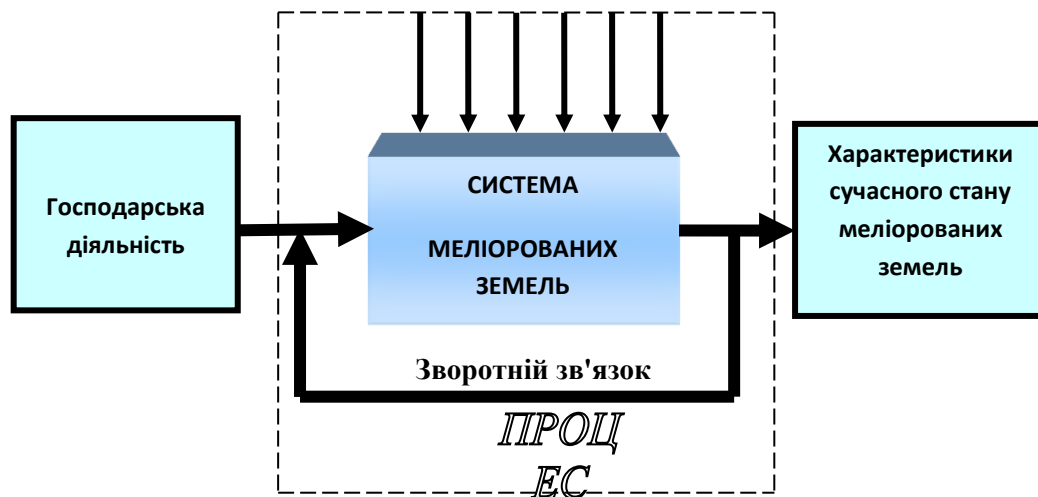 Господарська
діяльність
СИСТЕМА
МЕЛІОРОВАНИХ
ЗЕМЕЛЬ
Характеристики
сучасного стану
меліорованих
земель
Зворотній зв'язок
ПРОЦ
ЕС